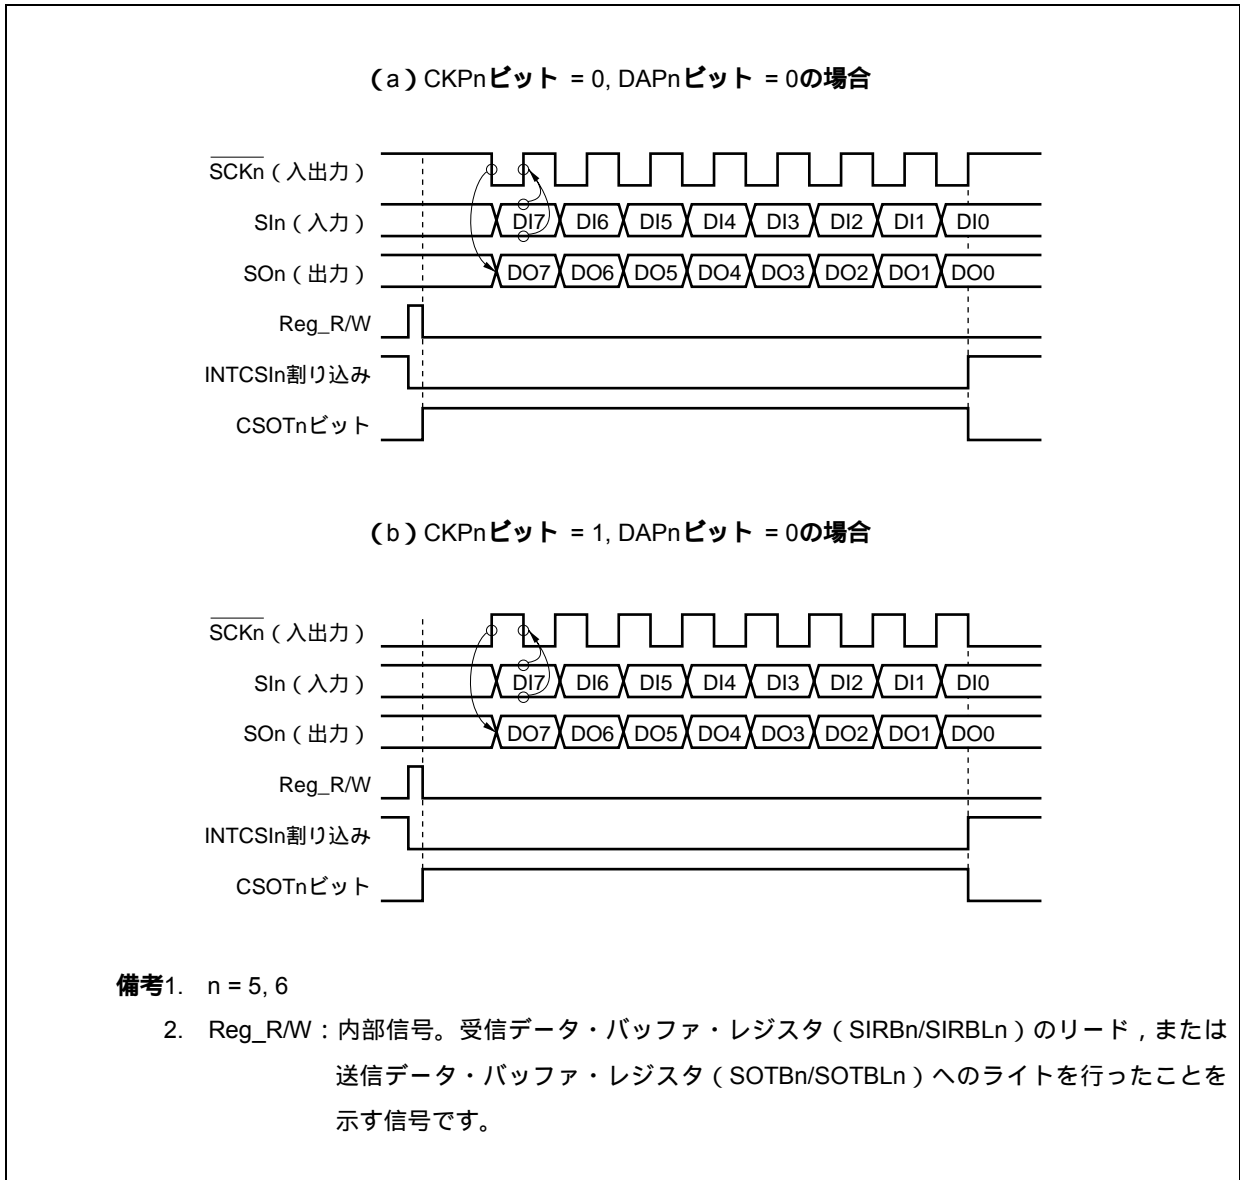 （a）CKPnビット = 0, DAPnビット = 0の場合
SCKn（入出力）
SIn（入力） DI7 DI6 DI5 DI4 DI3 DI2 DI1 DI0
SOn（出力） DO7 DO6 DO5 DO4 DO3 DO2 DO1 DO0
Reg_R/W
INTCSIn割り込み
CSOTnビット
（b）CKPnビット = 1, DAPnビット = 0の場合
SCKn（入出力）
SIn（入力） DI7 DI6 DI5 DI4 DI3 DI2 DI1 DI0
SOn（出力） DO7 DO6 DO5 DO4 DO3 DO2 DO1 DO0
Reg_R/W
INTCSIn割り込み
CSOTnビット
備考1. n = 5, 6
2. Reg_R/W：内部信号。受信データ・バッファ・レジスタ（SIRBn/SIRBLn）のリード，または
送信データ・バッファ・レジスタ（SOTBn/SOTBLn）へのライトを行ったことを
示す信号です。